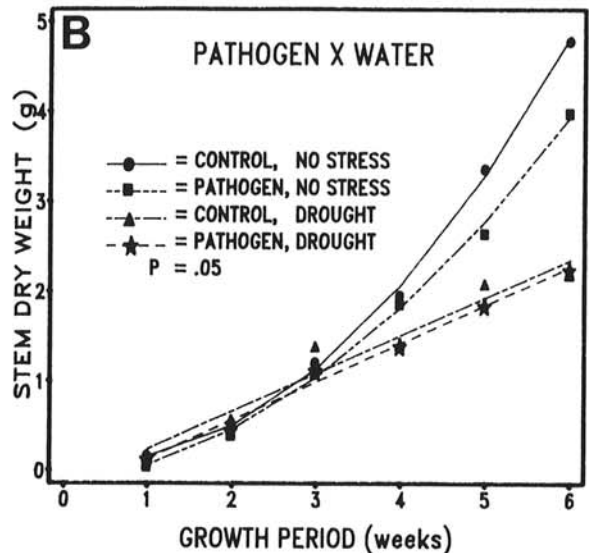 B
PATHOGEN X WATER
= CONTROL, NO STRESS
= PATHOGEN, NO STRESS
= CONTROL, DROUGHT
= PATHOGEN, DROUGHT
P = .05
STEM DRY WEIGHT (g)
5
4
3
2
1
0
0 1 2 3 4 5 6
GROWTH PERIOD (weeks)